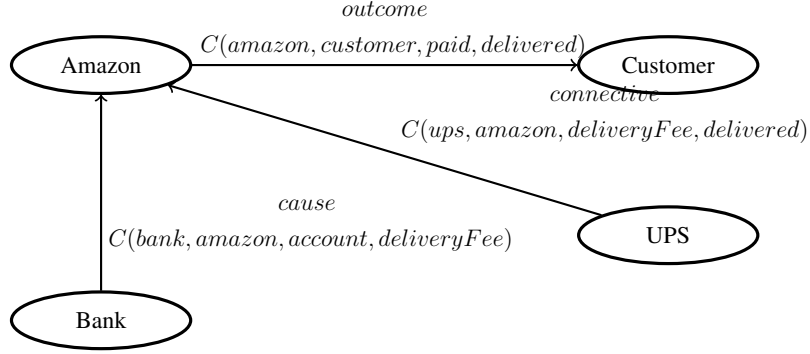 outcome
C(amazon, customer, paid, delivered)
Amazon
Customer
connective
C(ups, amazon, deliveryFee, delivered)
cause
C(bank, amazon, account, deliveryFee)
UPS
Bank